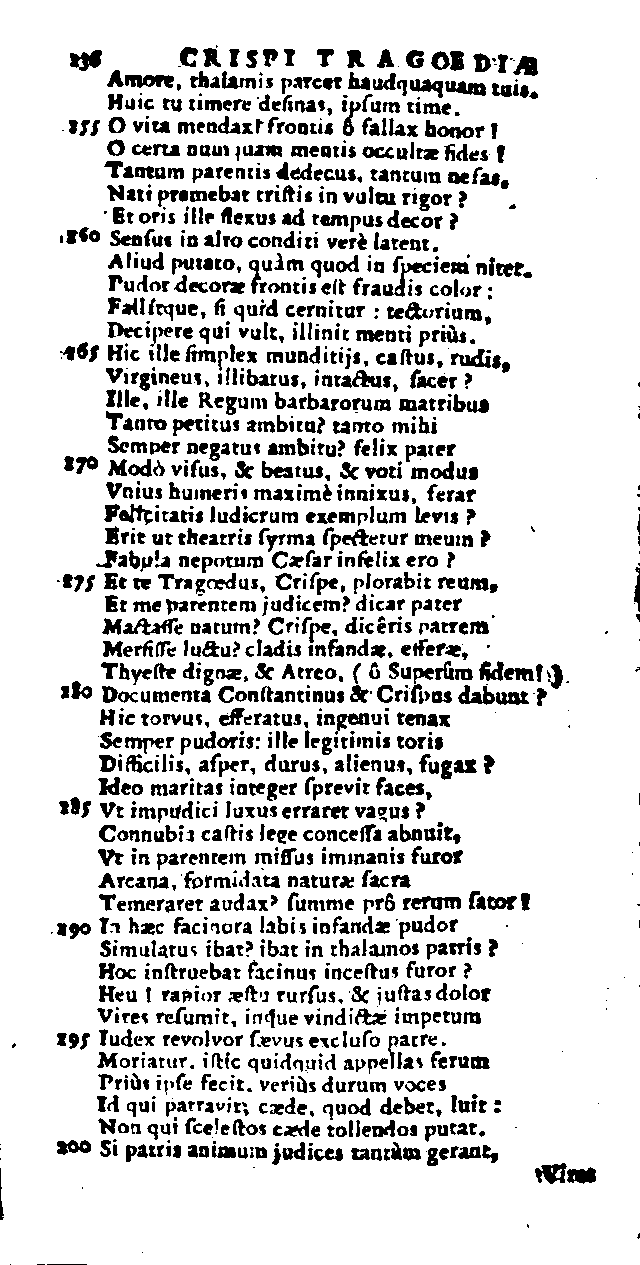 236 CRISPI TRAGOEDIÆ
Amore, thalamis parcet haudquaquam tuis.
Huic tu timere desinas, ipsum time.
255 O vita mendax! frontis ô fallax honor!
O certa nunquam mentis occultæ fides!
Tantum parentis dedecus, tantum nefas,
Nati premebat tristis in vultu rigor?
Et oris ille flexus ad tempus decor?
260 Sensus in alto conditi verè latent.
Aliud putato, quàm quod in speciem nitet.
Pudor decoræ frontis est fraudis color:
Fallitque, si quid cernitur: tectorium,
Decipere qui vult, illinit menti priùs.
265 Hic ille simplex munditijs, castus, rudis,
Virgineus, illibatus, intactus, sacer?
Ille, ille Regum barbarorum matribus
Tanto petitus ambitu? tanto mihi
Semper negatus ambitu? felix pater
270 Modò visus, & beatus, & voti modus
Vnius humeris maximè innixus, ferar
Felicitatis ludicrum exemplum levis?
Erit ut theatris syrma spectetur meum?
Fabula nepotum Cæsar infelix ero?
275 Et te Tragœdus, Crispe, plorabit reum,
Et me parentem judicem? dicar pater
Mactasse natum? Crispe, dicêris patrem
Mersisse luctu? cladis infandæ, efferæ,
Thyeste dignæ, & Atreo, (ô Superûm fidem!)
280 Documenta Constantinus & Crispus dabunt?
Hic torvus, efferatus, ingenui tenax
Semper pudoris: ille legitimis toris
Difficilis, asper, durus, alienus, fugax?
Ideo maritas integer sprevit faces,
285 Vt impudici luxus erraret vagus?
Connubia castis lege concessa abnuit,
Vt in parentem missus immanis furor
Arcana, formidata naturæ sacra
Temeraret audax? summe prô rerum sator!
290 In hæc facinora labis infandæ pudor
Simulatus ibat? ibat in thalamos patris?
Hoc instruebat facinus incestus furor?
Heu! rapior æstu rursus, & justas dolor
Vires resumit, inque vindictæ impetum
295 Iudex revolvor sævus excluso patre.
Moriatur. istic quidquid appellas ferum
Priùs ipse fecit. veriùs durum voces
Id qui patravit; cæde, quod debet, luit:
Non qui scelestos cæde tollendos putat.
200 Si patris animum judices tantùm gerant,
Vires